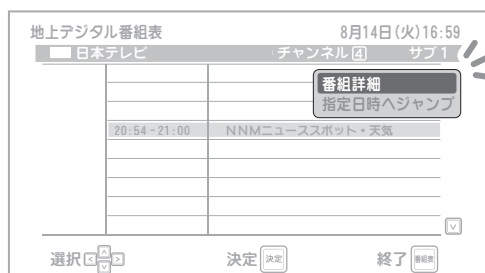 地上デジタル番組表 8月14日(火)16:59
日本テレビ チャンネル4 サブ1
番組詳細
指定日時へジャンプ
20:54-21:00 NNMニューススポット・天気
選択 決定 決定 終了 番組表